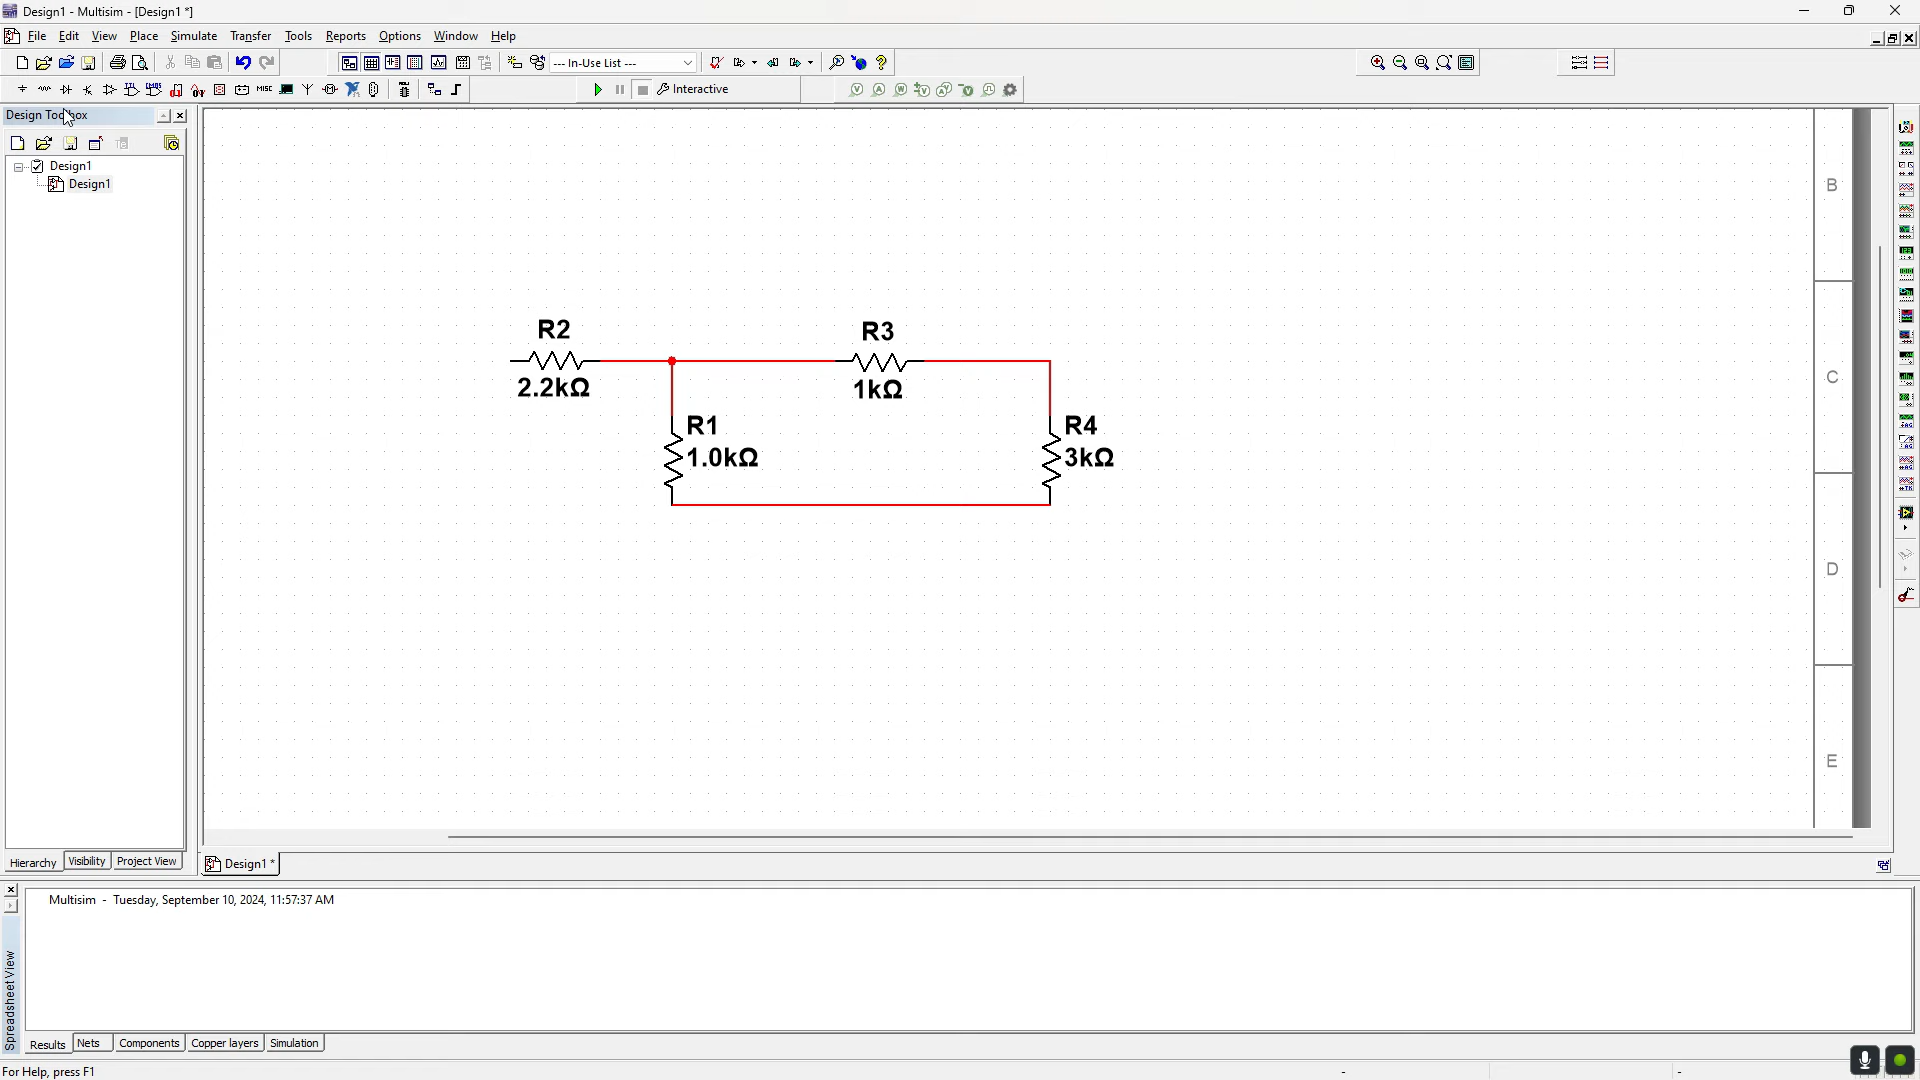 Design1 - Multisim - [Design1 *]
File Edit View Place Simulate Transfer Tools Reports Options Window Help
--- In-Use List ---
MISC
Interactive
Design Toolbox
Design1
Design1
B
R2
R3
2.2kΩ
1kΩ
C
R1
1.0kΩ
R4
3kΩ
D
E
Hierarchy Visibility Project View
Design1 *
Multisim - Tuesday, September 10, 2024, 11:57:37 AM
Spreadsheet View
Results Nets Components Copper layers Simulation
For Help, press F1
- -